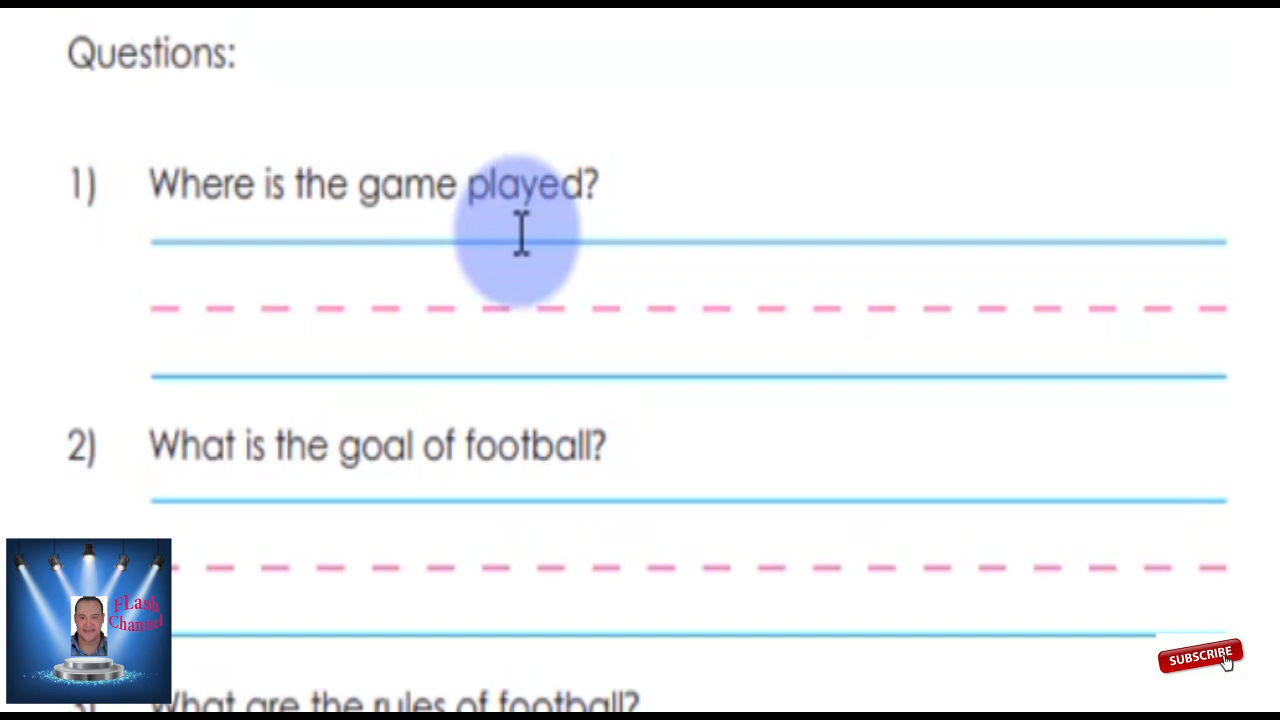 Questions:
1) Where is the game played?
2) What is the goal of football?
FLash
Channel
SUBSCRIBE
What are the rules of football?